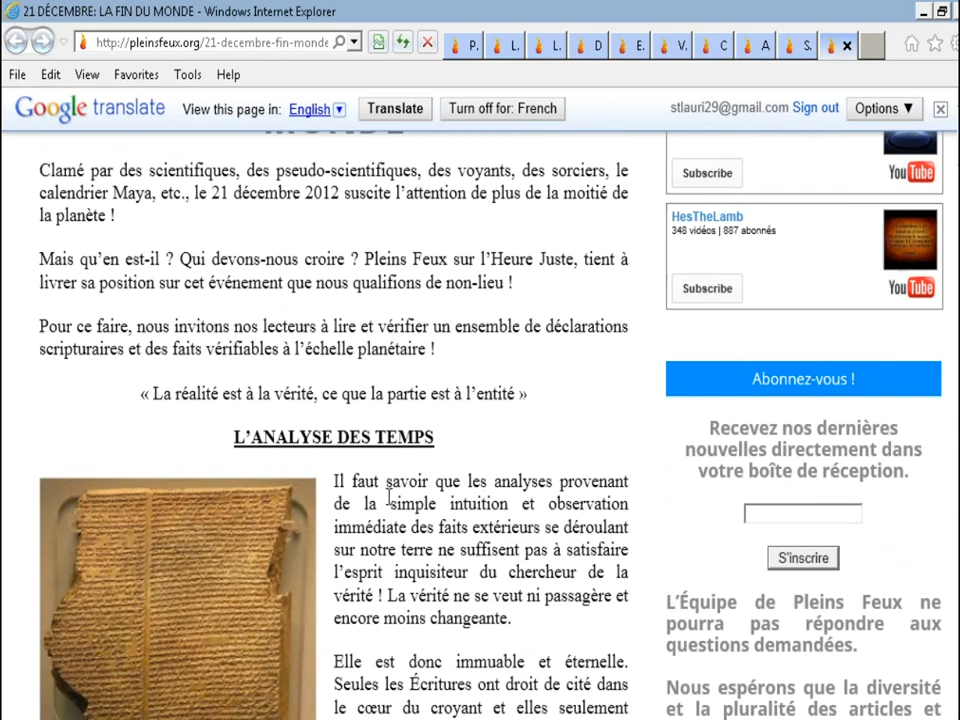 21 DÉCEMBRE: LA FIN DU MONDE - Windows Internet Explorer
http://pleinsfeux.org/21-decembre-fin-monde
P.
L.
L.
D
E.
V.
C
A
S.
File Edit View Favorites Tools Help
Google translate View this page in: English Translate Turn off for: French stlauri29@gmail.com Sign out Options
MONDE
Clamé par des scientifiques, des pseudo-scientifiques, des voyants, des sorciers, le
calendrier Maya, etc., le 21 décembre 2012 suscite l’attention de plus de la moitié de
la planète !
Mais qu’en est-il ? Qui devons-nous croire ? Pleins Feux sur l’Heure Juste, tient à
livrer sa position sur cet événement que nous qualifions de non-lieu !
Pour ce faire, nous invitons nos lecteurs à lire et vérifier un ensemble de déclarations
scripturaires et des faits vérifiables à l’échelle planétaire !
« La réalité est à la vérité, ce que la partie est à l’entité »
L’ANALYSE DES TEMPS
Il faut savoir que les analyses provenant
de la simple intuition et observation
immédiate des faits extérieurs se déroulant
sur notre terre ne suffisent pas à satisfaire
l’esprit inquisiteur du chercheur de la
vérité ! La vérité ne se veut ni passagère et
encore moins changeante.
Elle est donc immuable et éternelle.
Seules les Écritures ont droit de cité dans
le cœur du croyant et elles seulement
Subscribe
YouTube
HesTheLamb
348 vidéos | 887 abonnés
Subscribe
YouTube
Abonnez-vous !
Recevez nos dernières
nouvelles directement dans
votre boîte de réception.
S'inscrire
L’Équipe de Pleins Feux ne
pourra pas répondre aux
questions demandées.
Nous espérons que la diversité
et la pluralité des articles et